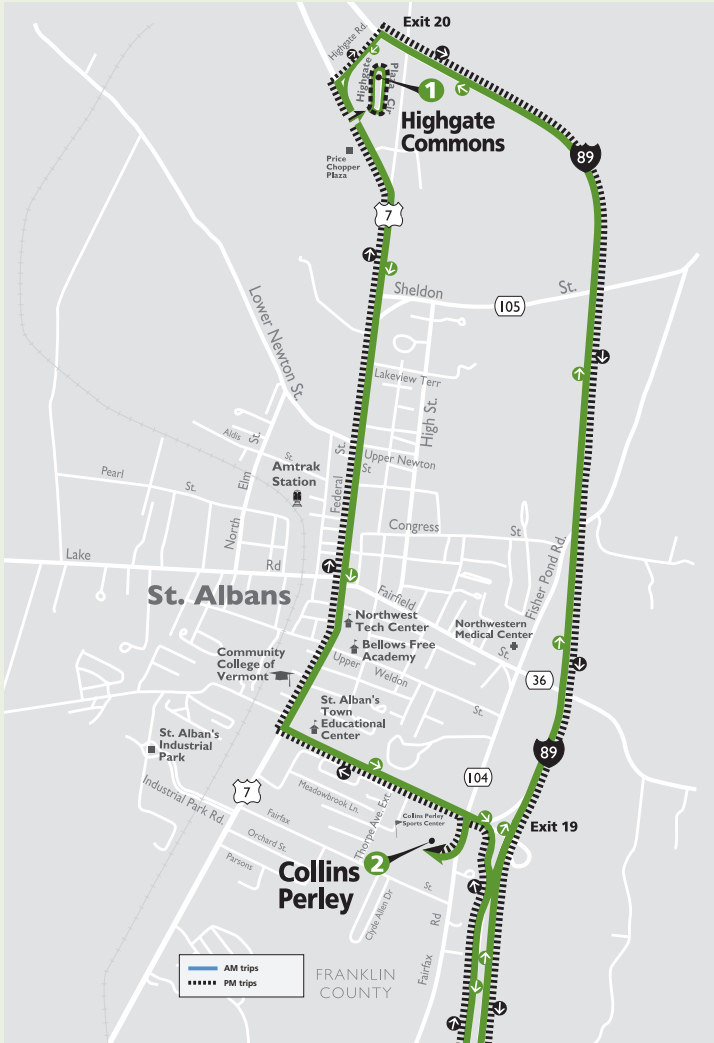 Exit 20
Highgate Rd.
Highgate
Plaza Cir
1
Highgate
Commons
89
Price
Chopper
Plaza
7
Sheldon St.
105
Lower Newton St.
Lakeview Terr
High St.
Aldis St.
Upper Newton
St.
Federal St.
Amtrak
Station
Pearl St.
North Elm St.
Congress St
Lake Rd
St. Albans
Fairfield St.
Fisher Pond Rd.
Northwest
Tech Center
Northwestern
Medical Center
Bellows Free
Academy
Community
College of
Vermont
Upper Weldon St.
36
St. Alban's
Town
Educational
Center
St. Alban's
Industrial
Park
89
104
7
Meadowbrook Ln.
Thorpe Ave. Ext.
Industrial Park Rd.
Fairfax St.
Collins Perley
Sports Center
Exit 19
Orchard St.
Parsons
2
Collins
Perley
Clyde Allen Dr
Fairfax Rd
AM trips
PM trips
FRANKLIN
COUNTY